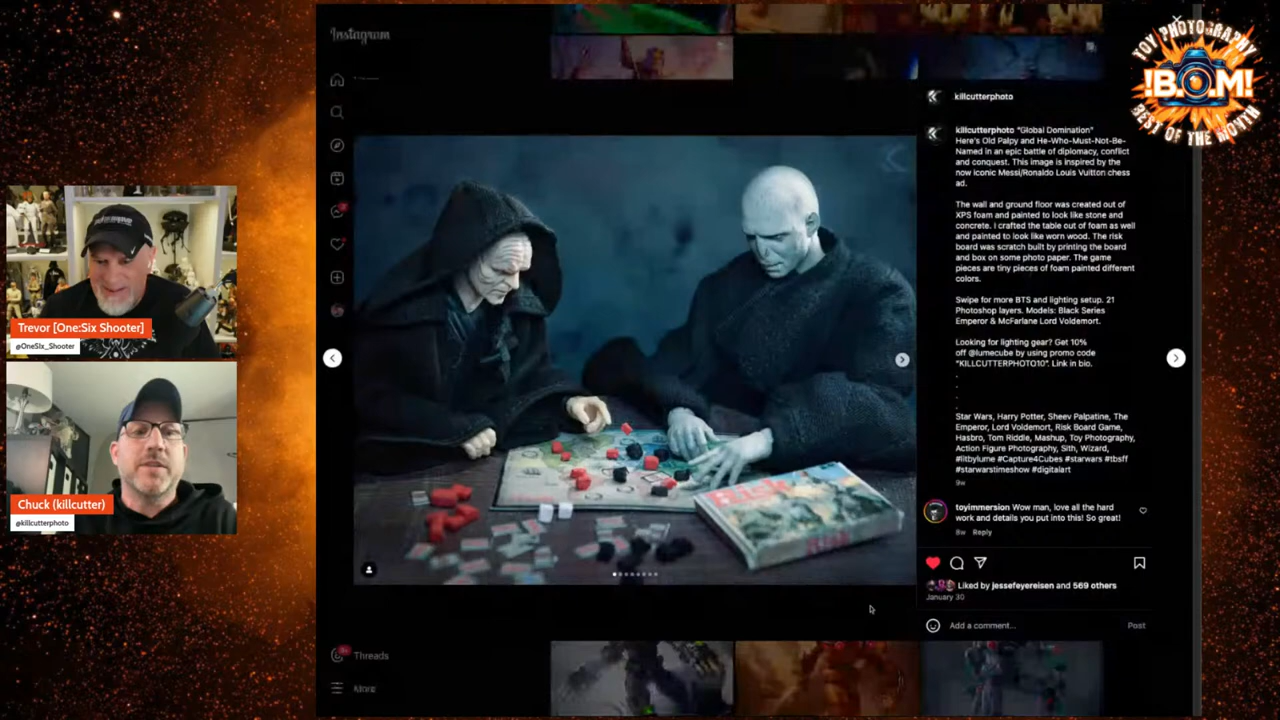 Instagram
TOY PHOTOGRAPHY
!B.O.M!
BEST OF THE MONTH
killcutterphoto
killcutterphoto "Global Domination"
Here's Old Palpy and He-Who-Must-Not-Be-
Named in an epic battle of diplomacy, conflict
and conquest. This image is inspired by the
now iconic Messi/Ronaldo Louis Vuitton chess
ad.
The wall and ground floor was created out of
XPS foam and painted to look like stone and
concrete. I crafted the table out of foam as well
and painted to look like worn wood. The risk
board was scratch built by printing the board
and box on some photo paper. The game
pieces are tiny pieces of foam painted different
colors.
Swipe for more BTS and lighting setup. 21
Photoshop layers. Models: Black Series
Emperor & McFarlane Lord Voldemort.
Looking for lighting gear? Get 10%
off @lumecube by using promo code
"KILLCUTTERPHOTO10". Link in bio.
.
.
.
.
Star Wars, Harry Potter, Sheev Palpatine, The
Emperor, Lord Voldemort, Risk Board Game,
Hasbro, Tom Riddle, Mashup, Toy Photography,
Action Figure Photography, Sith, Wizard,
#litbylume #Capture4Cubes #starwars #tbsff
#starwarstimeshow #digitalart
9w
toyimmersion Wow man, love all the hard
work and details you put into this! So great!
8w Reply
Liked by jessefeyereisen and 569 others
January 30
Add a comment... Post
Risk
Risk
Trevor [One:Six Shooter]
@OneSix_Shooter
Chuck (killcutter)
@killcutterphoto
Threads
More